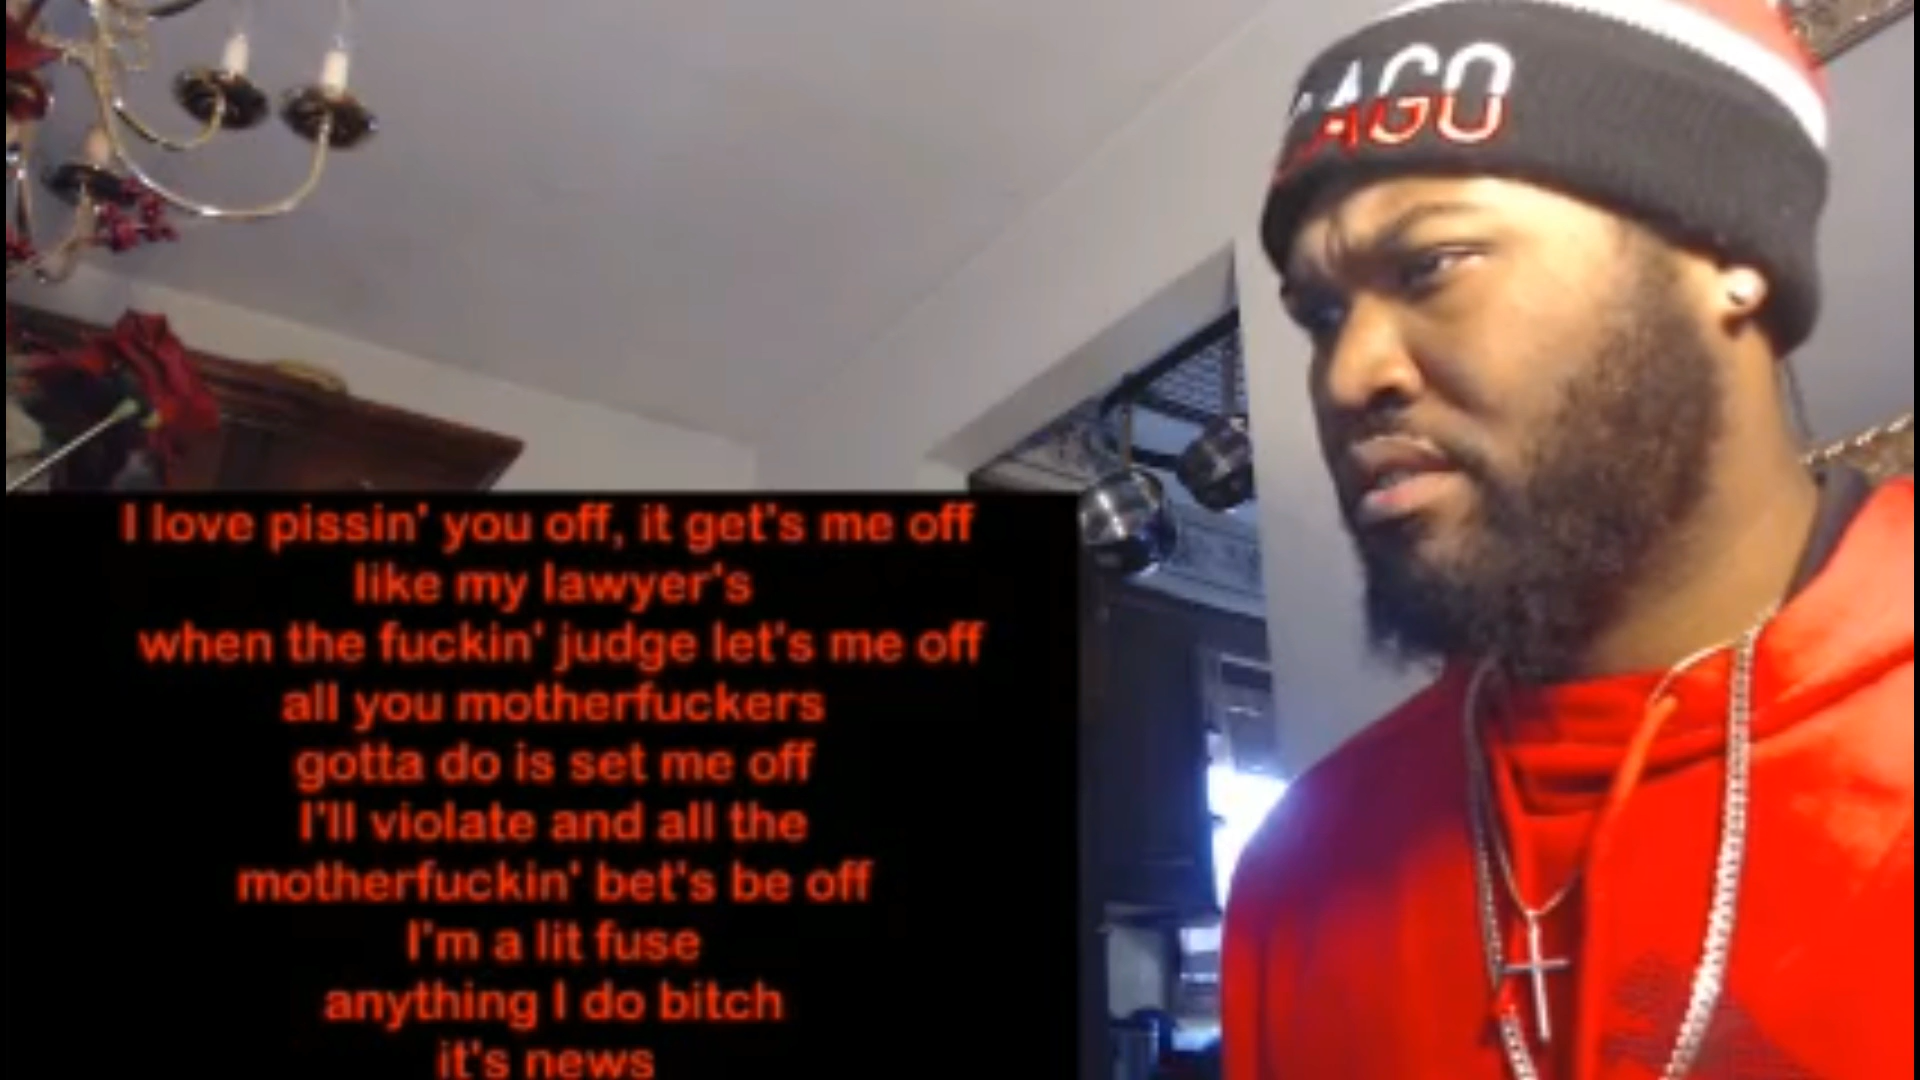 AGO
I love pissin' you off, it get's me off
like my lawyer's
when the fuckin' judge let's me off
all you motherfuckers
gotta do is set me off
I'll violate and all the
motherfuckin' bet's be off
I'm a lit fuse
anything I do bitch
it's news